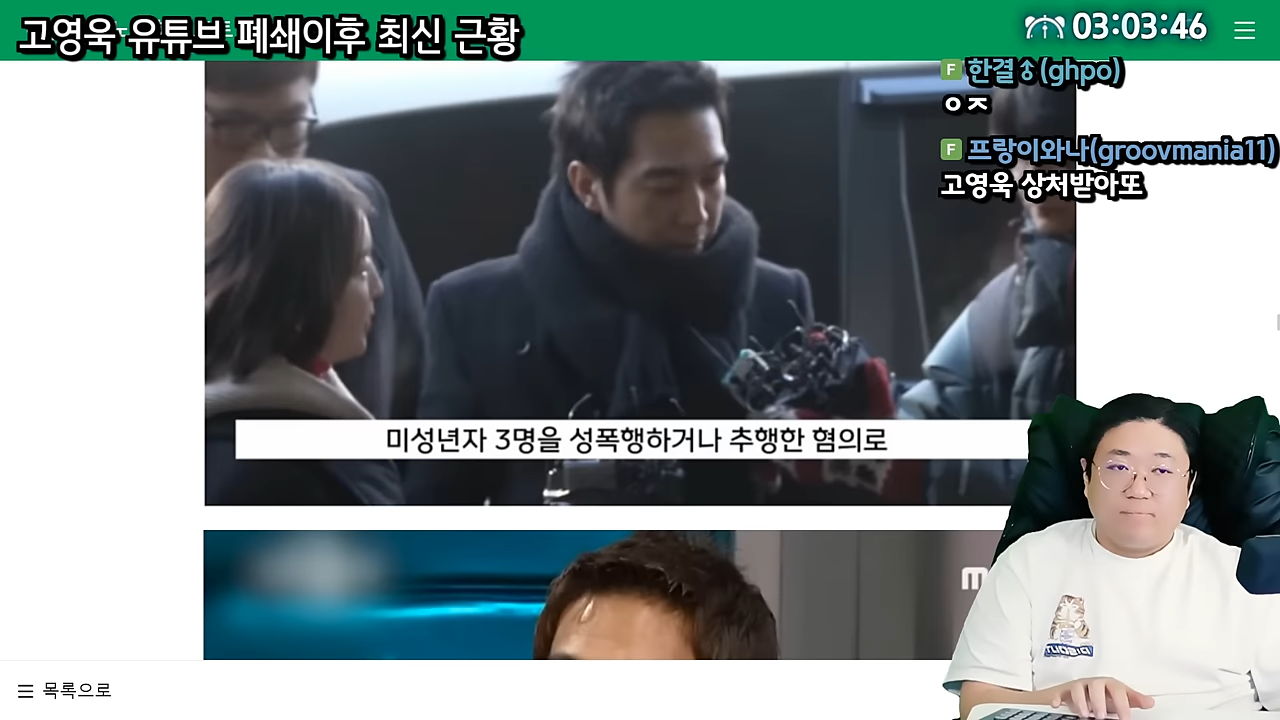 고영욱 유튜브 폐쇄이후 최신 근황
03:03:46
F 한결⇕(ghpo)
ㅇㅈ
F 프랑이와나(groovmania11)
고영욱 상처받아또
미성년자 3명을 성폭행하거나 추행한 혐의로
목록으로